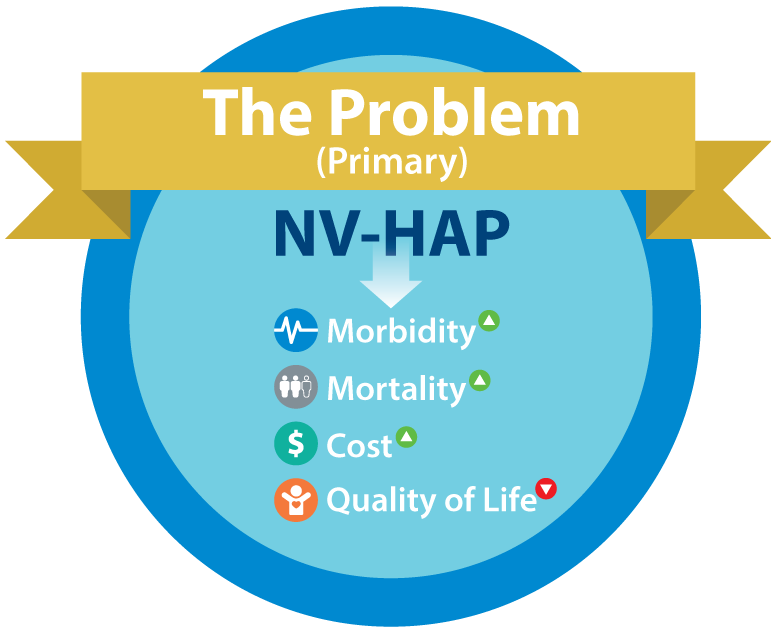 The Problem
(Primary)
NV-HAP
Morbidity
Mortality
$ Cost
Quality of Life